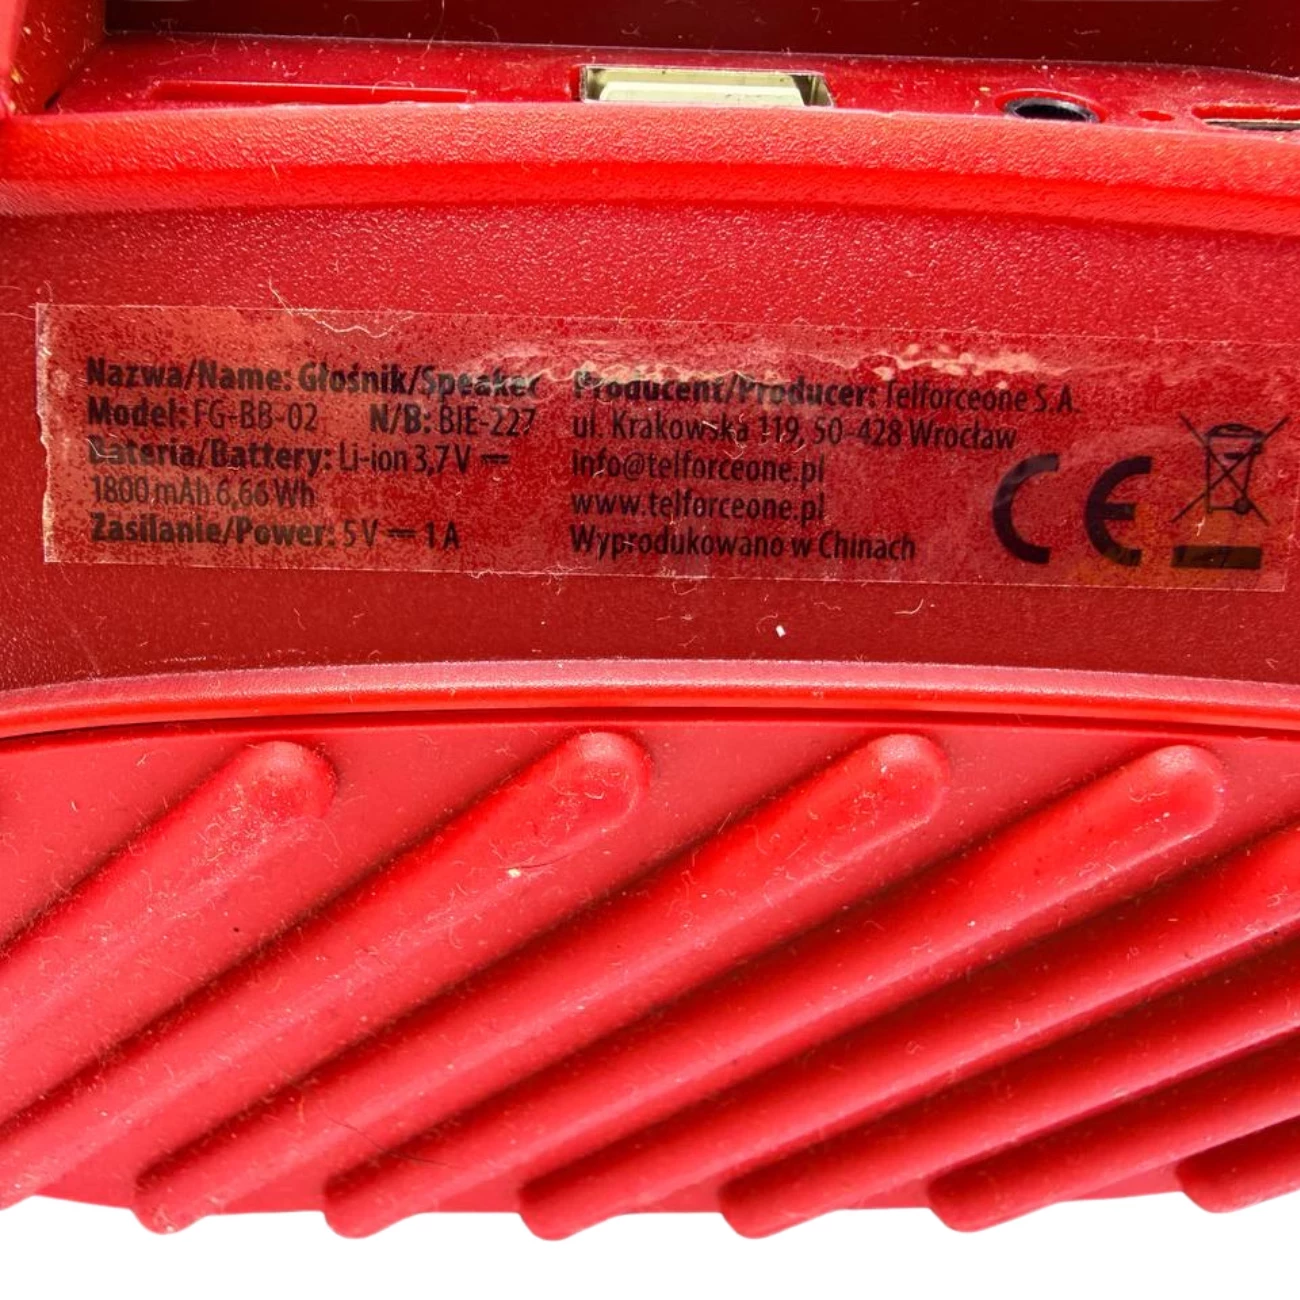 Nazwa/Name: Głośnik/Speaker
Model: FG-BB-02 N/B: BIE-227
Bateria/Battery: Li-ion 3,7 V ⎓
1800 mAh 6,66 Wh
Zasilanie/Power: 5 V ⎓ 1 A
Producent/Producer: Telforceone S.A.
ul. Krakowska 119, 50-428 Wrocław
info@telforceone.pl
www.telforceone.pl
Wyprodukowano w Chinach
CE